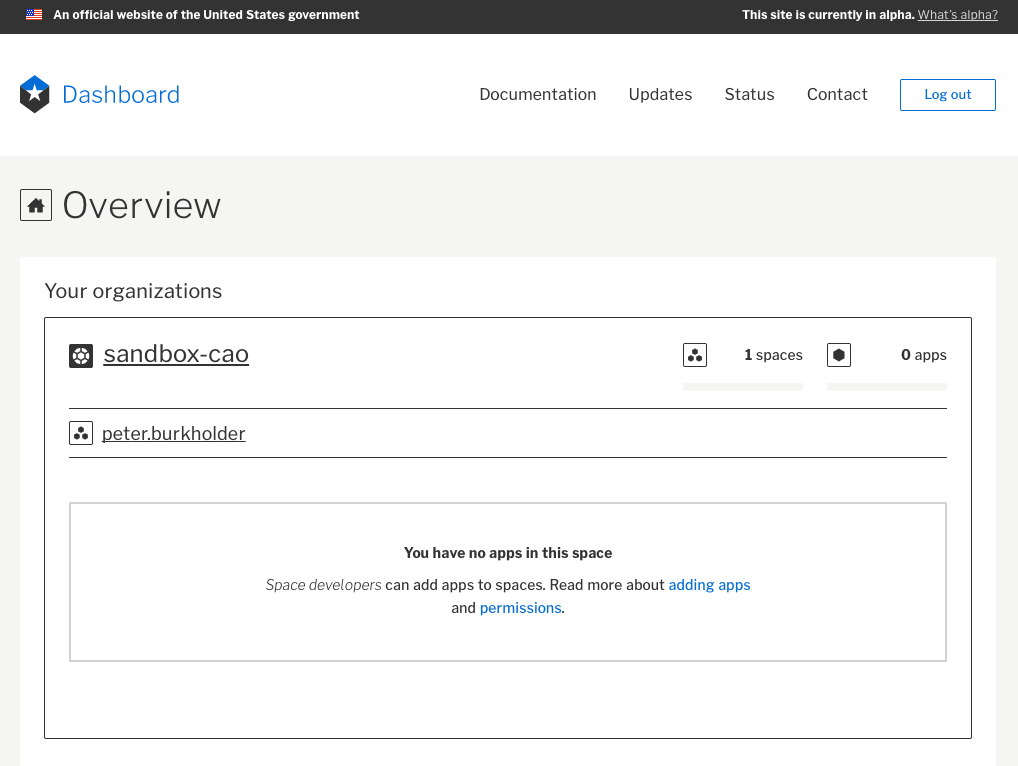 An official website of the United States government
This site is currently in alpha. What's alpha?
Dashboard
Documentation
Updates
Status
Contact
Log out
Overview
Your organizations
sandbox-cao
1 spaces
0 apps
peter.burkholder
You have no apps in this space
Space developers can add apps to spaces. Read more about adding apps
and permissions.